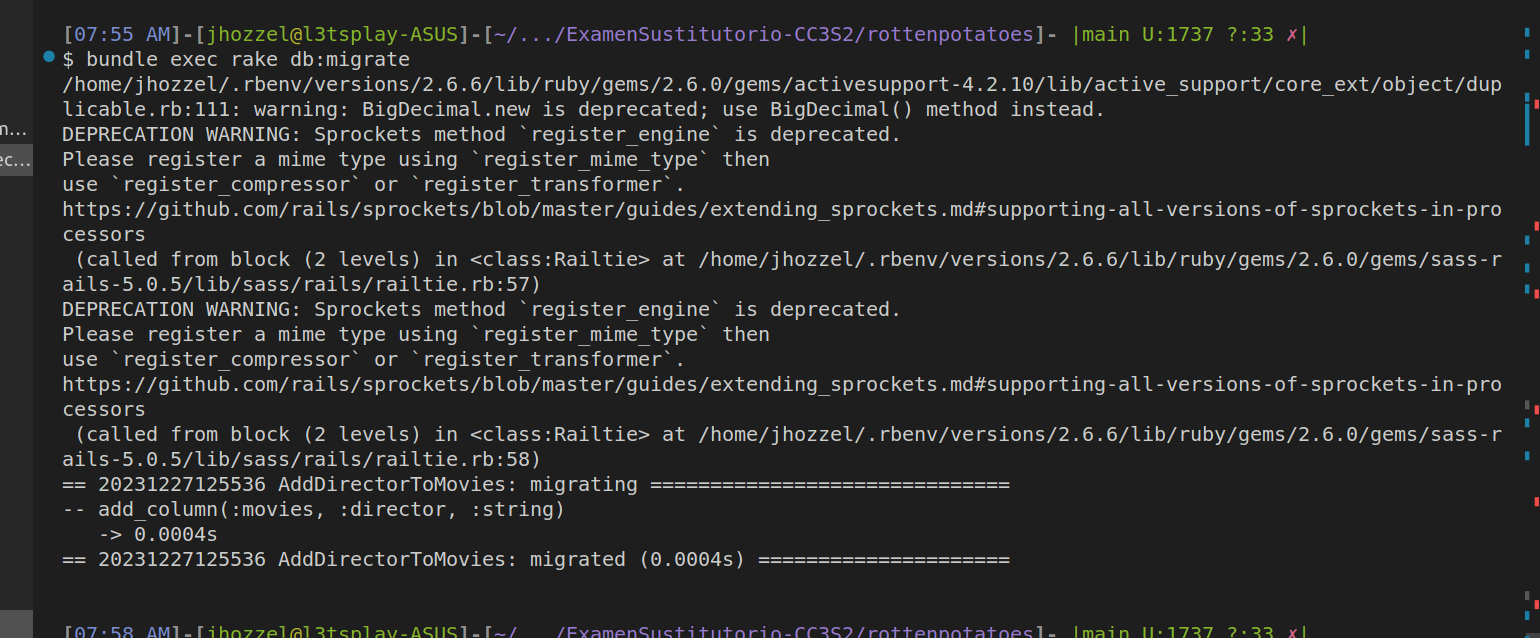 [07:55 AM]-[jhozzel@l3tsplay-ASUS]-[~/.../ExamenSustitutorio-CC3S2/rottenpotatoes]- |main U:1737 ?:33 ✗|
$ bundle exec rake db:migrate
/home/jhozzel/.rbenv/versions/2.6.6/lib/ruby/gems/2.6.0/gems/activesupport-4.2.10/lib/active_support/core_ext/object/dup
licable.rb:111: warning: BigDecimal.new is deprecated; use BigDecimal() method instead.
DEPRECATION WARNING: Sprockets method `register_engine` is deprecated.
n...
Please register a mime type using `register_mime_type` then
ec...
use `register_compressor` or `register_transformer`.
https://github.com/rails/sprockets/blob/master/guides/extending_sprockets.md#supporting-all-versions-of-sprockets-in-pro
cessors
(called from block (2 levels) in <class:Railtie> at /home/jhozzel/.rbenv/versions/2.6.6/lib/ruby/gems/2.6.0/gems/sass-r
ails-5.0.5/lib/sass/rails/railtie.rb:57)
DEPRECATION WARNING: Sprockets method `register_engine` is deprecated.
Please register a mime type using `register_mime_type` then
use `register_compressor` or `register_transformer`.
https://github.com/rails/sprockets/blob/master/guides/extending_sprockets.md#supporting-all-versions-of-sprockets-in-pro
cessors
(called from block (2 levels) in <class:Railtie> at /home/jhozzel/.rbenv/versions/2.6.6/lib/ruby/gems/2.6.0/gems/sass-r
ails-5.0.5/lib/sass/rails/railtie.rb:58)
== 20231227125536 AddDirectorToMovies: migrating ==============================
-- add_column(:movies, :director, :string)
-> 0.0004s
== 20231227125536 AddDirectorToMovies: migrated (0.0004s) =====================
[07:58 AM]-[jhozzel@l3tsplay-ASUS]-[~/.../ExamenSustitutorio-CC3S2/rottenpotatoes]- |main U:1737 ?:33 ✗|